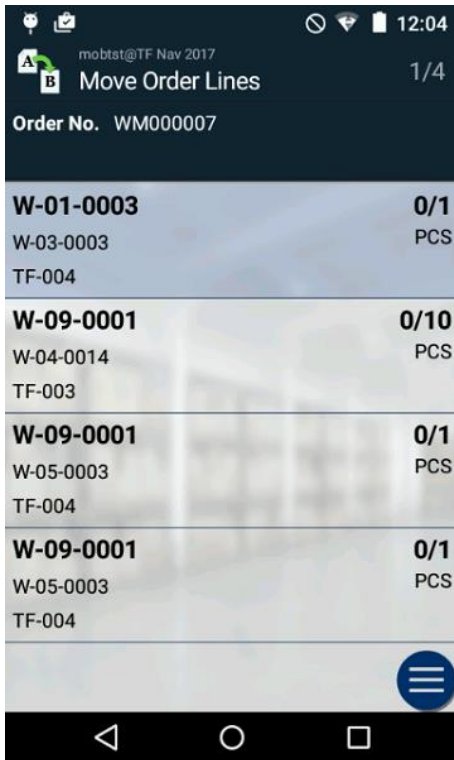 12:04
mobtst@TF Nav 2017
A B Move Order Lines 1/4
Order No. WM000007
W-01-0003 0/1
W-03-0003 PCS
TF-004
W-09-0001 0/10
W-04-0014 PCS
TF-003
W-09-0001 0/1
W-05-0003 PCS
TF-004
W-09-0001 0/1
W-05-0003 PCS
TF-004